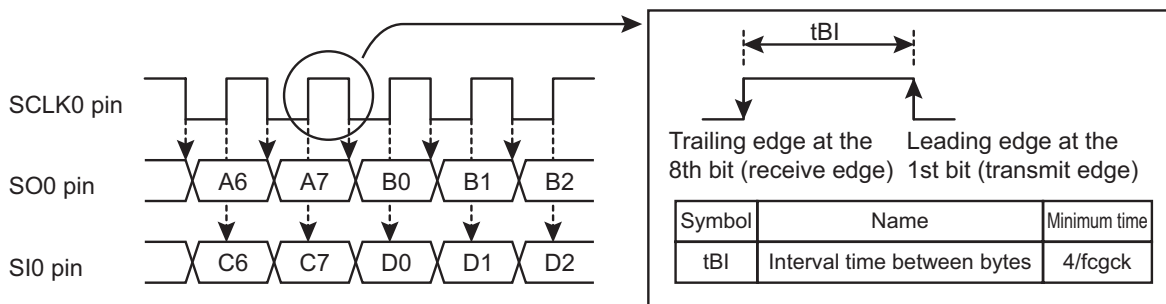 SCLK0 pin
SO0 pin A6 A7 B0 B1 B2
SI0 pin C6 C7 D0 D1 D2
tBI
Trailing edge at the
8th bit (receive edge)
Leading edge at the
1st bit (transmit edge)
Symbol Name Minimum time
tBI Interval time between bytes 4/fcgck